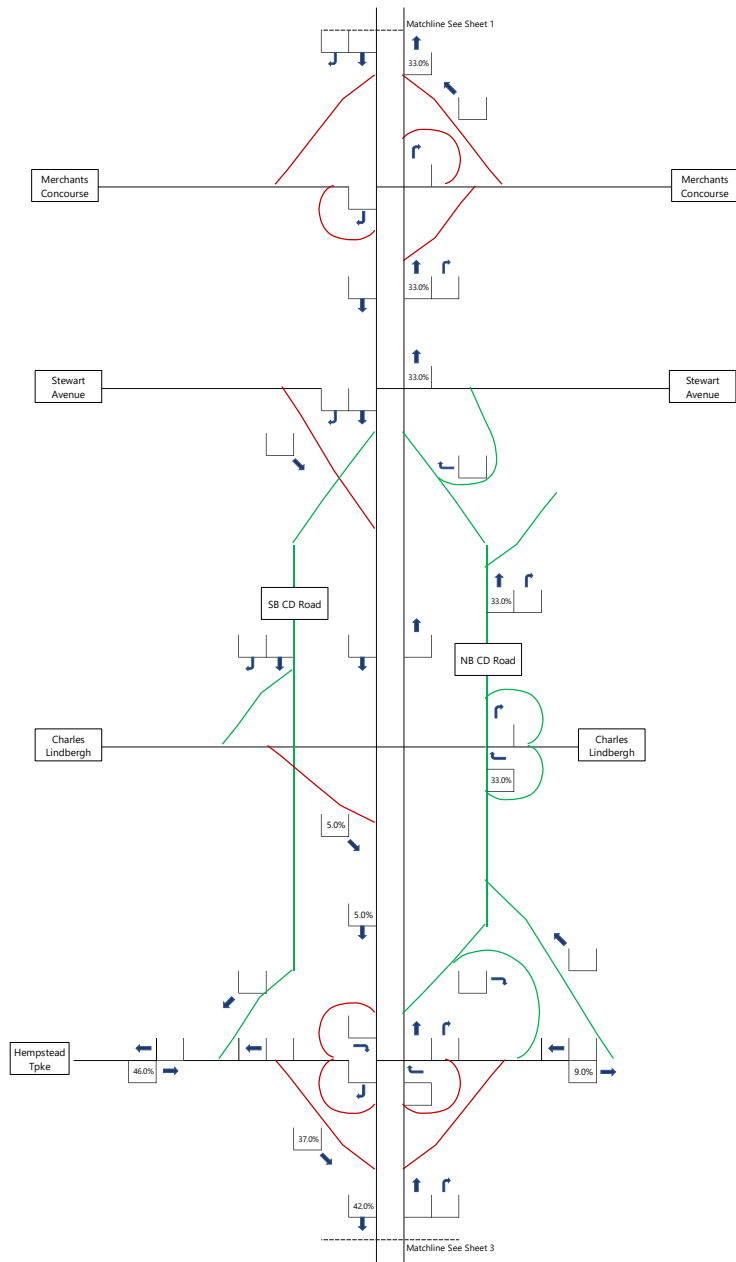 Matchline See Sheet 1
33.0%
Merchants
Concourse
Merchants
Concourse
33.0%
33.0%
Stewart
Avenue
Stewart
Avenue
SB CD Road
33.0%
NB CD Road
Charles
Lindbergh
Charles
Lindbergh
33.0%
5.0%
5.0%
Hempstead
Tpke
46.0%
9.0%
37.0%
42.0%
Matchline See Sheet 3